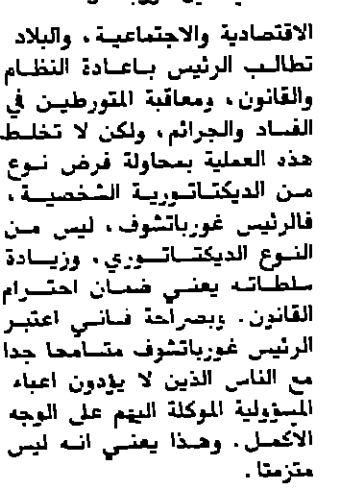 الاقتصادية والاجتماعية، والبلاد
تطالب الرئيس باعادة النظام
والقانون، ومعاقبة المتورطين في
الفساد والجرائم، ولكن لا تخلط
هذه العملية بمحاولة فرض نوع
من الديكتاتورية الشخصية،
فالرئيس غورباتشوف، ليس من
النوع الديكتاتوري، وزيادة
سلطاته يعني ضمان احترام
القانون. وبصراحة فاني اعتبر
الرئيس غورباتشوف متسامحا جدا
مع الناس الذين لا يؤدون اعباء
المسؤولية الموكلة اليهم على الوجه
الأكمل. وهذا يعني انه ليس
متزمتا.